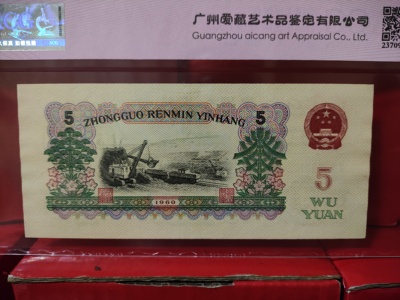 广州爱藏艺术品鉴定有限公司
Guangzhou aicang art Appraisal Co., Ltd.
23709
5
5
ZHONGGUO RENMIN YINHANG
5
WU
YUAN
1960